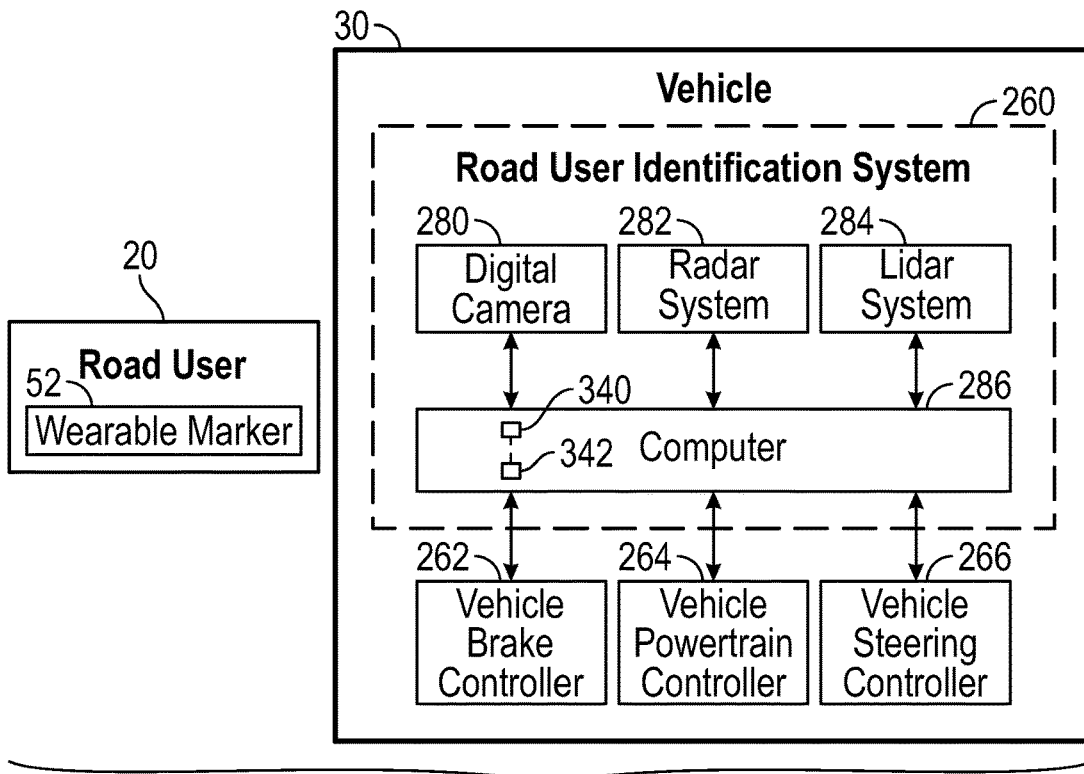 30
Vehicle
260
Road User Identification System
280
282
284
Digital
Camera
Radar
System
Lidar
System
20
Road User
52
Wearable Marker
340
286
Computer
342
262
264
266
Vehicle
Brake
Controller
Vehicle
Powertrain
Controller
Vehicle
Steering
Controller